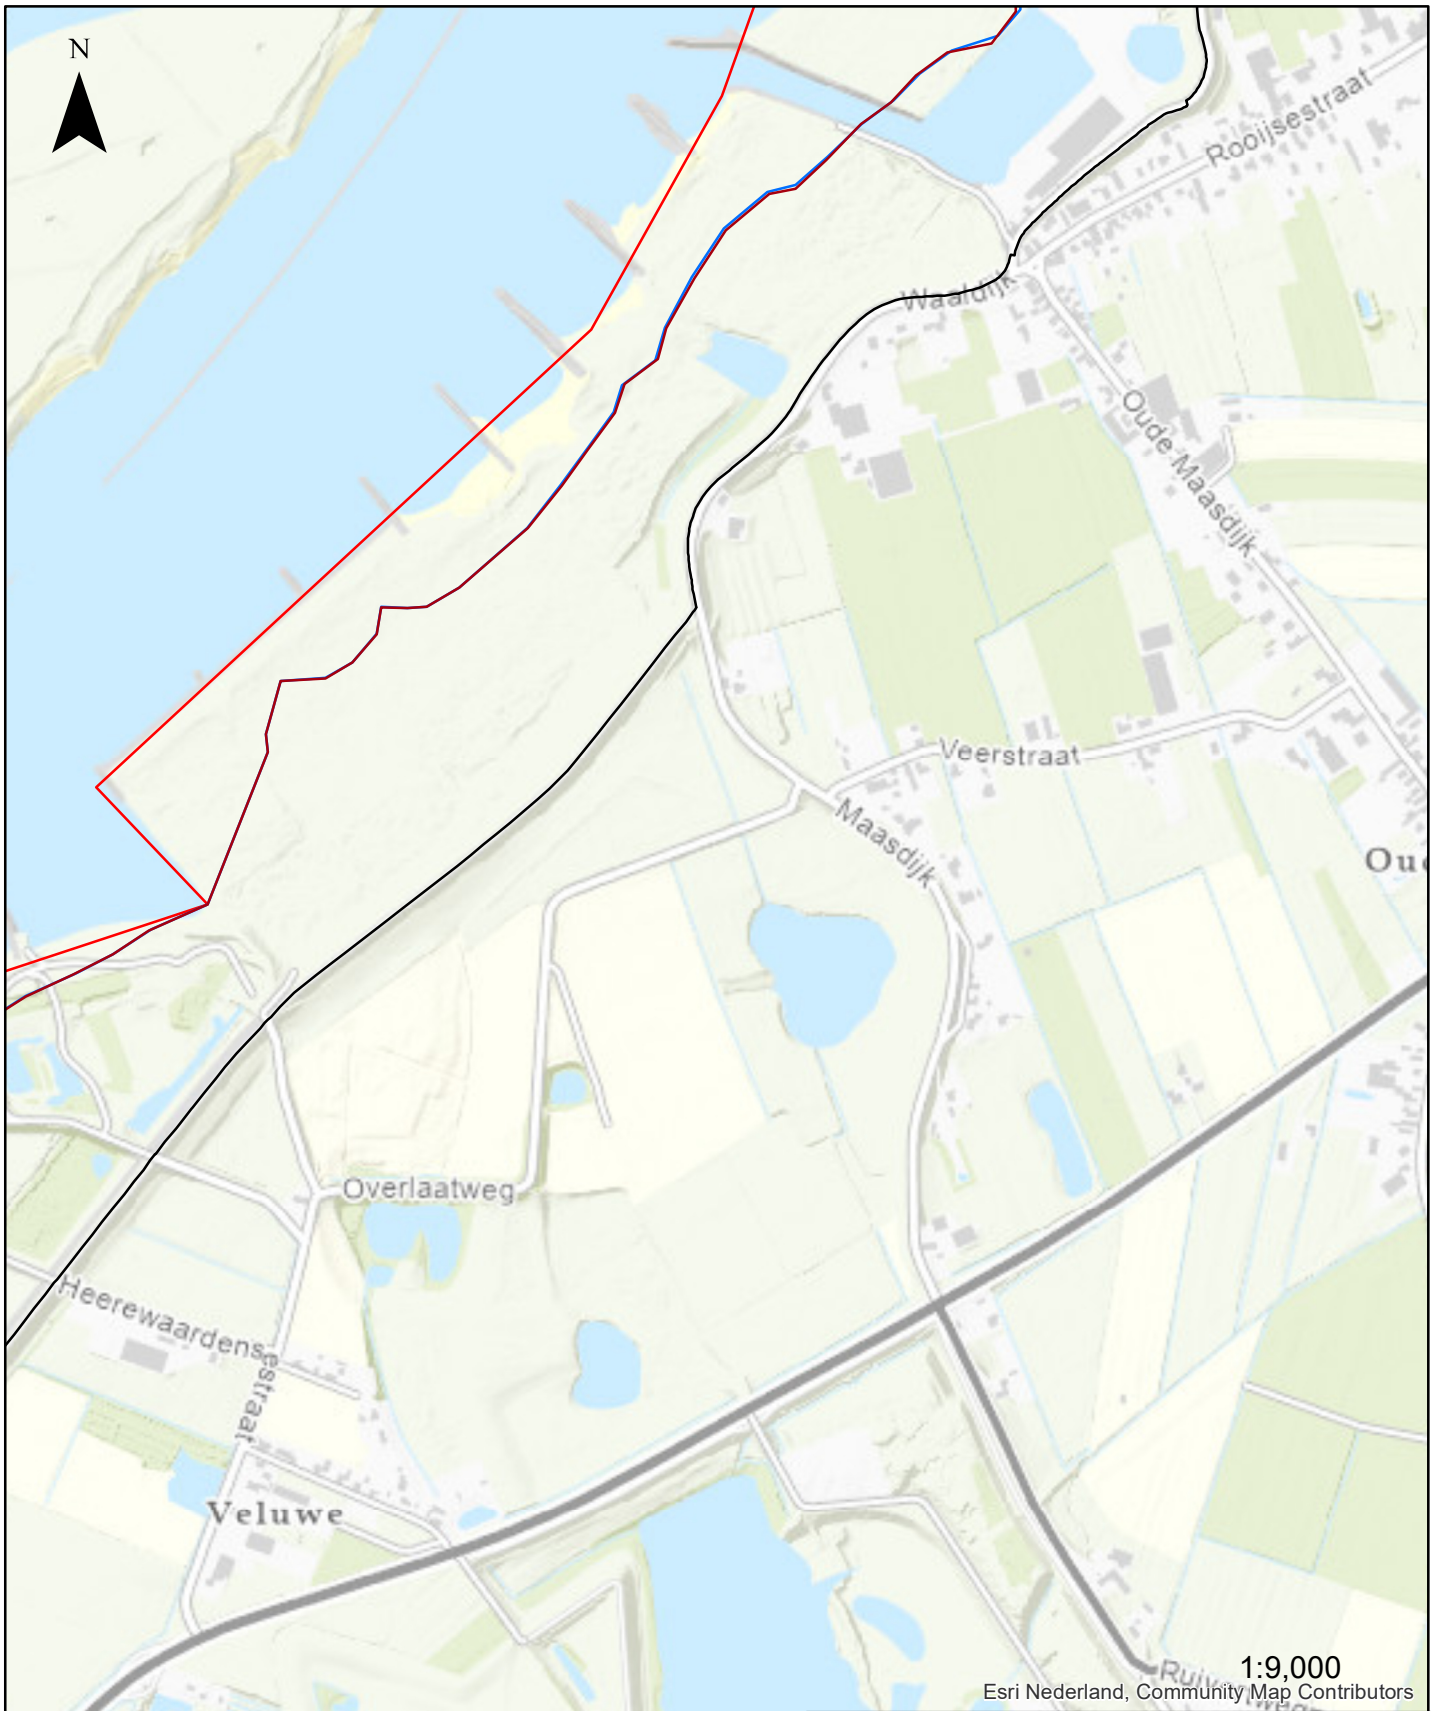 N
Rooijsestraat
Waaldijk
Oude Maasdijk
Veerstraat
Maasdijk
Overlaatweg
Heerewaardensestraat
Veluwe
1:9,000
Esri Nederland, Community Map Contributors